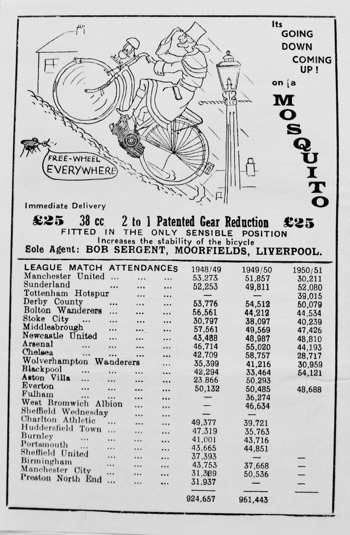 Its
GOING
DOWN
COMING
UP!
on a
MOSQUITO
FREE-WHEEL
EVERYWHERE
Immediate Delivery
£25 38 cc 2 to 1 Patented Gear Reduction £25
FITTED IN THE ONLY SENSIBLE POSITION
Increases the stability of the bicycle
Sole Agent: BOB SERGENT, MOORFIELDS, LIVERPOOL.
LEAGUE MATCH ATTENDANCES 1948/49 1949/50 1950/51
Manchester United ... ... 53,273 51,857 30,211
Sunderland ... ... ... 52,253 49,811 52,080
Tottenham Hotspur ... ... — — 39,015
Derby County ... ... ... 53,776 54,512 50,079
Bolton Wanderers ... ... ... 56,561 44,212 44,534
Stoke City ... ... ... ... 30,797 38,097 40,239
Middlesbrough ... ... ... 57,561 49,569 47,426
Newcastle United ... ... ... 43,488 48,987 48,810
Arsenal ... ... ... ... 46,714 55,020 44,193
Chelsea ... ... ... ... 42,709 58,757 28,717
Wolverhampton Wanderers ... 35,399 41,216 30,959
Blackpool ... ... ... ... 42,294 33,464 54,121
Aston Villa ... ... ... 23.866 50,293
Everton ... ... ... ... 50,132 50,485 48,688
Fulham ... ... ... ... — 36,274
West Bromwich Albion ... ... — 46,634
Sheffield Wednesday ... ... — —
Charlton Athletic ... ... ... 49,377 39,721
Huddersfield Town ... ... 47,319 35,763
Burnley ... ... ... ... 41,001 43,716
Portsmouth ... ... ... 43,665 44,851
Sheffield United ... ... ... 37,393 —
Birmingham ... ... ... 43,753 37,668 —
Manchester City ... ... ... 31,389 50,536 —
Preston North End ... ... ... 31.937 — —
924,657 961,443